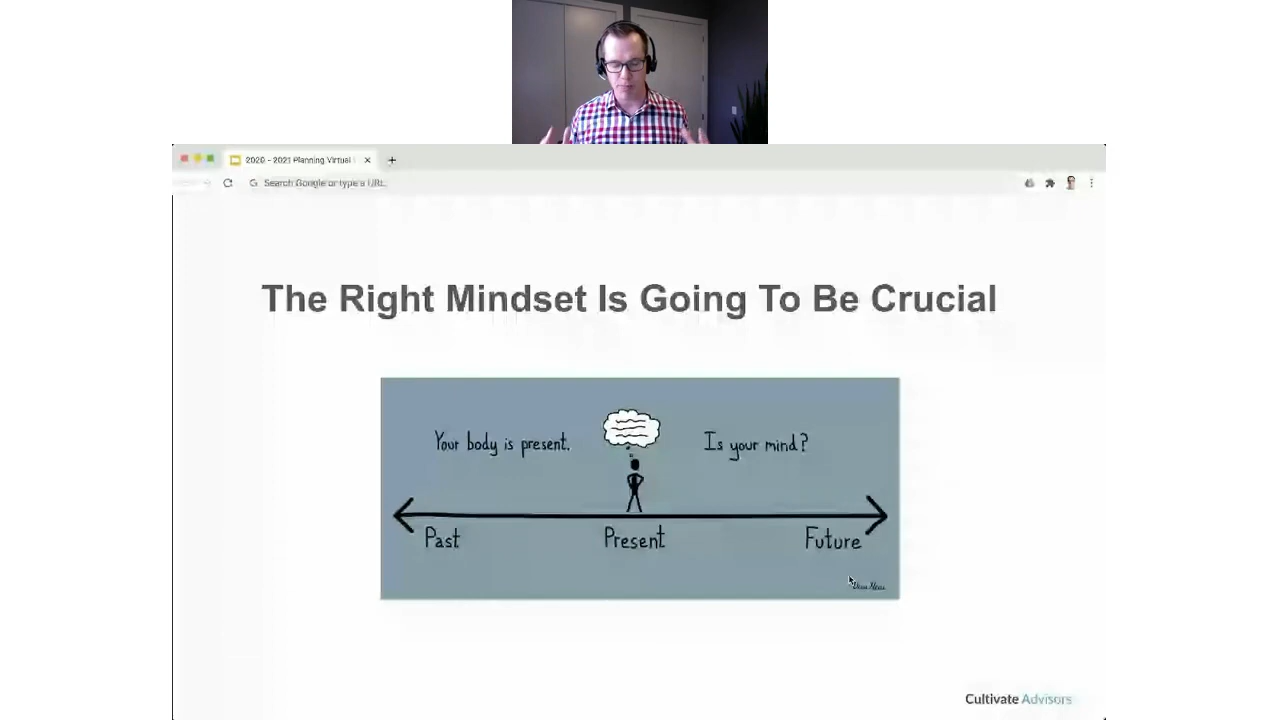 2020 - 2021 Planning Virtual
Search Google or type a URL
The Right Mindset Is Going To Be Crucial
Your body is present.
Is your mind?
Past
Present
Future
Cultivate Advisors